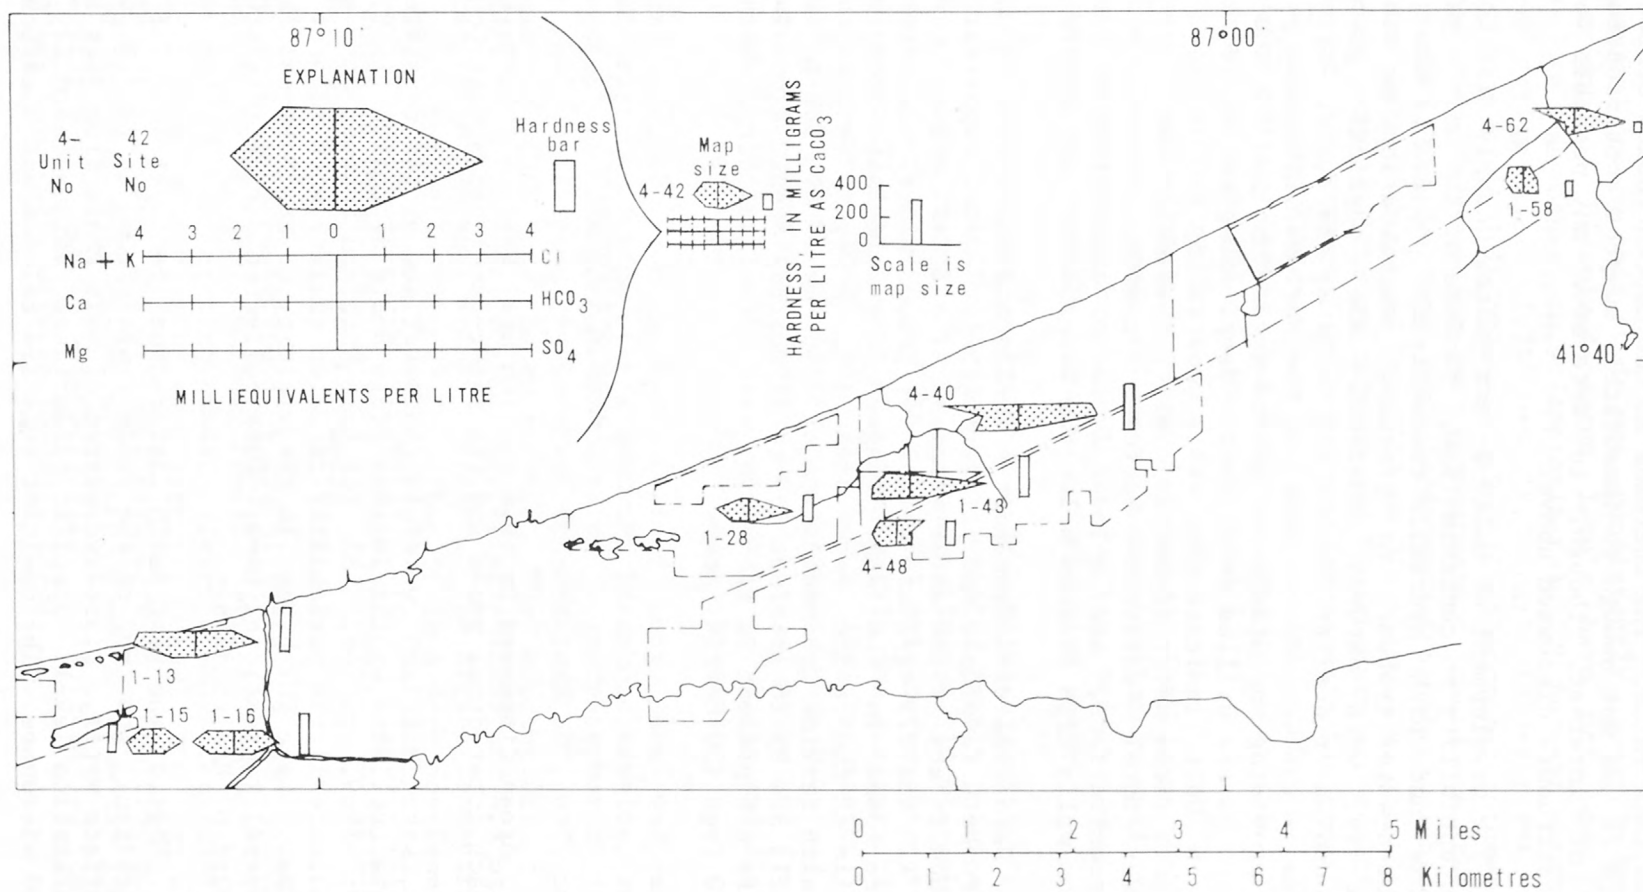 87°10'
87°00'
EXPLANATION
4-
Unit
No
42
Site
No
Hardness
bar
4 3 2 1 0 1 2 3 4
Na + K
Cl
Ca
HCO3
Mg
SO4
MILLIEQUIVALENTS PER LITRE
Map
size
4-42
HARDNESS, IN MILLIGRAMS
PER LITRE AS CaCO3
400
200
0
Scale is
map size
4-62
1-58
41°40'
4-40
1-43
1-28
4-48
1-13
1-15
1-16
0 1 2 3 4 5 Miles
0 1 2 3 4 5 6 7 8 Kilometres